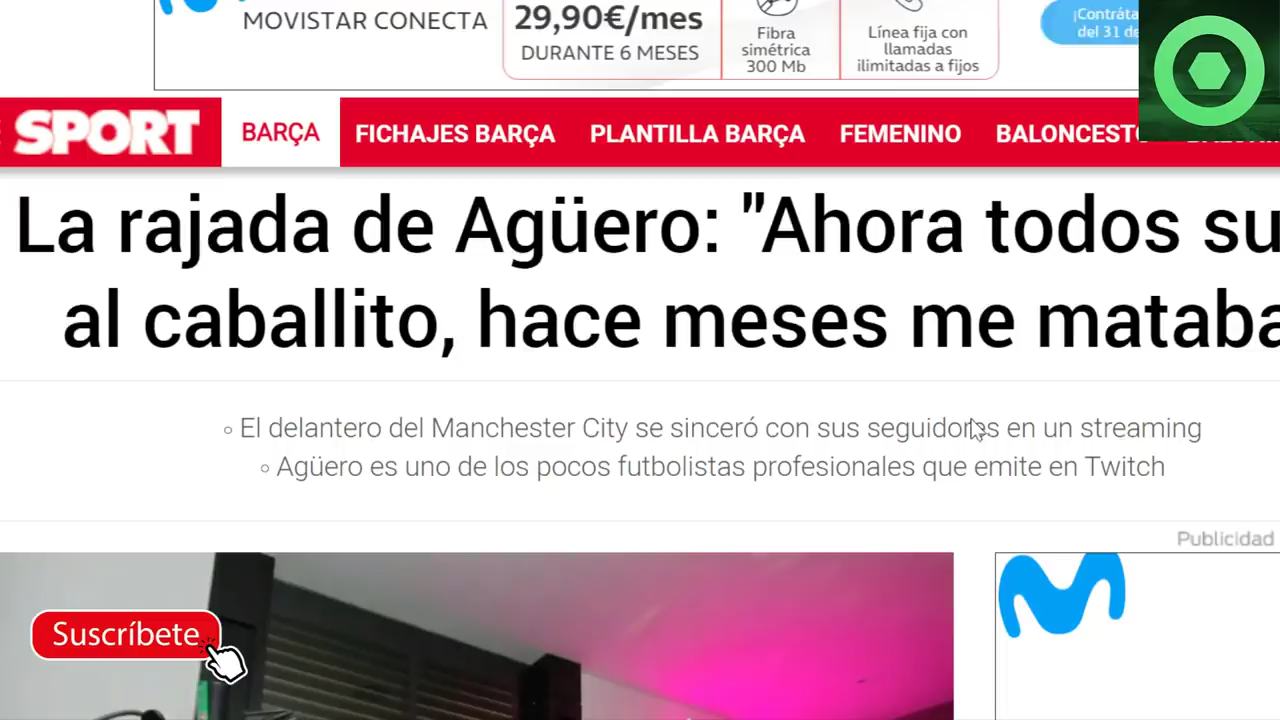 MOVISTAR CONECTA
29,90€/mes
DURANTE 6 MESES
Fibra
simétrica
300 Mb
Línea fija con
llamadas
ilimitadas a fijos
¡Contráta
del 31 de
SPORT
BARÇA
FICHAJES BARÇA
PLANTILLA BARÇA
FEMENINO
BALONCESTO
La rajada de Agüero: "Ahora todos su
al caballito, hace meses me mataba
El delantero del Manchester City se sinceró con sus seguidores en un streaming
Agüero es uno de los pocos futbolistas profesionales que emite en Twitch
Publicidad
Suscríbete